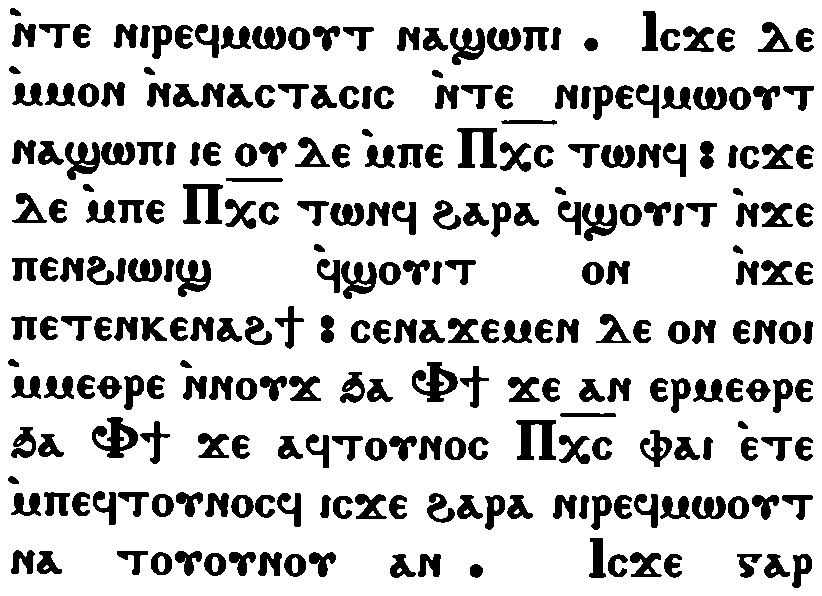 ⲛ̀ⲧⲉ ⲛⲓⲣⲉϥⲙⲱⲟⲩⲧ ⲛⲁϣⲱⲡⲓ . Ⲓⲥϫⲉ ⲇⲉ
ⲙ̀ⲙⲟⲛ ⲛ̀ⲁⲛⲁⲥⲧⲁⲥⲓⲥ ⲛ̀ⲧⲉ ⲛⲓⲣⲉϥⲙⲱⲟⲩⲧ
ⲛⲁϣⲱⲡⲓ ⲓⲉ ⲟⲩ ⲇⲉ ⲙ̀ⲡⲉ Ⲡⲭ̅ⲥ̅ ⲧⲱⲛϥ : ⲓⲥϫⲉ
ⲇⲉ ⲙ̀ⲡⲉ Ⲡⲭ̅ⲥ̅ ⲧⲱⲛϥ ϩⲁⲣⲁ ϥ̀ϣⲟⲩⲓⲧ ⲛ̀ϫⲉ
ⲡⲉⲛϩⲓⲱⲓϣ ϥ̀ϣⲟⲩⲓⲧ ⲟⲛ ⲛ̀ϫⲉ
ⲡⲉⲧⲉⲛⲕⲉⲛⲁϩϯ : ⲥⲉⲛⲁϫⲉⲙⲉⲛ ⲇⲉ ⲟⲛ ⲉⲛⲟⲓ
ⲙ̀ⲙⲉⲑⲣⲉ ⲛ̀ⲛⲟⲩϫ ϧⲁ Ⲫϯ ϫⲉ ⲁⲛ ⲉⲣⲙⲉⲑⲣⲉ
ϧⲁ Ⲫϯ ϫⲉ ⲁϥⲧⲟⲩⲛⲟⲥ Ⲡⲭ̅ⲥ̅ ⲫⲁⲓ ⲉ̀ⲧⲉ
ⲙ̀ⲡⲉϥⲧⲟⲩⲛⲟⲥϥ ⲓⲥϫⲉ ϩⲁⲣⲁ ⲛⲓⲣⲉϥⲙⲱⲟⲩⲧ
ⲛⲁ ⲧⲟⲩⲟⲩⲛⲟⲩ ⲁⲛ . Ⲓⲥϫⲉ ⲅⲁⲣ